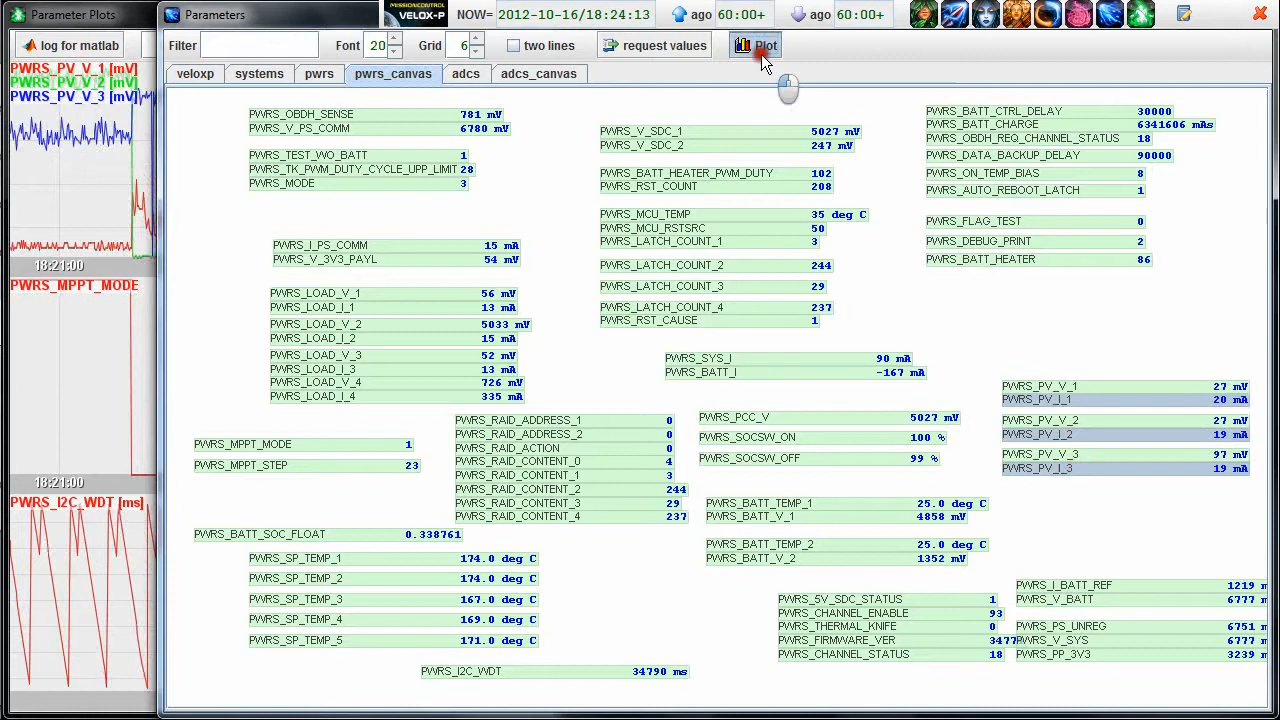 Parameter Plots
Parameters
MISSIONCONTROL
VELOX-P
NOW= 2012-10-16/18:24:13
ago 60:00+
ago 60:00+
log for matlab
Filter
Font 20
Grid 6
two lines
request values
Plot
veloxp
systems
pwrs
pwrs_canvas
adcs
adcs_canvas
PWRS_PV_V_1 [mV]
PWRS_PV_V_2 [mV]
PWRS_PV_V_3 [mV]
18:21:00
PWRS_MPPT_MODE
18:21:00
PWRS_I2C_WDT [ms]
PWRS_OBDH_SENSE 781 mV
PWRS_V_PS_COMM 6780 mV
PWRS_TEST_WO_BATT 1
PWRS_TK_PWM_DUTY_CYCLE_UPP_LIMIT 28
PWRS_MODE 3
PWRS_I_PS_COMM 15 mA
PWRS_V_3V3_PAYL 54 mV
PWRS_LOAD_V_1 56 mV
PWRS_LOAD_I_1 13 mA
PWRS_LOAD_V_2 5033 mV
PWRS_LOAD_I_2 15 mA
PWRS_LOAD_V_3 52 mV
PWRS_LOAD_I_3 13 mA
PWRS_LOAD_V_4 726 mV
PWRS_LOAD_I_4 335 mA
PWRS_V_SDC_1 5027 mV
PWRS_V_SDC_2 247 mV
PWRS_BATT_HEATER_PWM_DUTY 102
PWRS_RST_COUNT 208
PWRS_MCU_TEMP 35 deg C
PWRS_MCU_RSTSRC 50
PWRS_LATCH_COUNT_1 3
PWRS_LATCH_COUNT_2 244
PWRS_LATCH_COUNT_3 29
PWRS_LATCH_COUNT_4 237
PWRS_RST_CAUSE 1
PWRS_BATT_CTRL_DELAY 30000
PWRS_BATT_CHARGE 6341606 mAs
PWRS_OBDH_REQ_CHANNEL_STATUS 18
PWRS_DATA_BACKUP_DELAY 90000
PWRS_ON_TEMP_BIAS 8
PWRS_AUTO_REBOOT_LATCH 1
PWRS_FLAG_TEST 0
PWRS_DEBUG_PRINT 2
PWRS_BATT_HEATER 86
PWRS_SYS_I 90 mA
PWRS_BATT_I -167 mA
PWRS_PV_V_1 27 mV
PWRS_PV_I_1 20 mA
PWRS_PV_V_2 27 mV
PWRS_PV_I_2 19 mA
PWRS_PV_V_3 97 mV
PWRS_PV_I_3 19 mA
PWRS_MPPT_MODE 1
PWRS_MPPT_STEP 23
PWRS_RAID_ADDRESS_1 0
PWRS_RAID_ADDRESS_2 0
PWRS_RAID_ACTION 0
PWRS_RAID_CONTENT_0 4
PWRS_RAID_CONTENT_1 3
PWRS_RAID_CONTENT_2 244
PWRS_RAID_CONTENT_3 29
PWRS_RAID_CONTENT_4 237
PWRS_PCC_V 5027 mV
PWRS_SOCSW_ON 100 %
PWRS_SOCSW_OFF 99 %
PWRS_BATT_TEMP_1 25.0 deg C
PWRS_BATT_V_1 4858 mV
PWRS_BATT_TEMP_2 25.0 deg C
PWRS_BATT_V_2 1352 mV
PWRS_BATT_SOC_FLOAT 0.338761
PWRS_SP_TEMP_1 174.0 deg C
PWRS_SP_TEMP_2 174.0 deg C
PWRS_SP_TEMP_3 167.0 deg C
PWRS_SP_TEMP_4 169.0 deg C
PWRS_SP_TEMP_5 171.0 deg C
PWRS_I2C_WDT 34790 ms
PWRS_5V_SDC_STATUS 1
PWRS_CHANNEL_ENABLE 93
PWRS_THERMAL_KNIFE 0
PWRS_FIRMWARE_VER 3477
PWRS_CHANNEL_STATUS 18
PWRS_I_BATT_REF 1219 m
PWRS_V_BATT 6777 m
PWRS_PS_UNREG 6751 m
PWRS_V_SYS 6777 m
PWRS_PP_3V3 3239 m